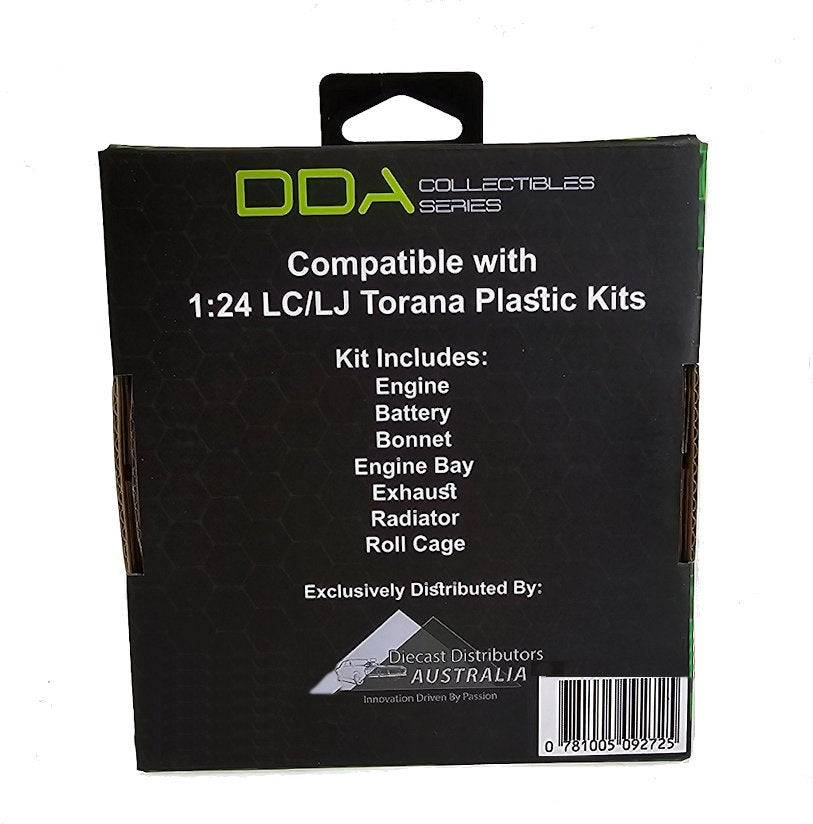 DDA COLLECTIBLES
SERIES
Compatible with
1:24 LC/LJ Torana Plastic Kits
Kit Includes:
Engine
Battery
Bonnet
Engine Bay
Exhaust
Radiator
Roll Cage
Exclusively Distributed By:
Diecast Distributors
AUSTRALIA
Innovation Driven By Passion
0 781005 092725